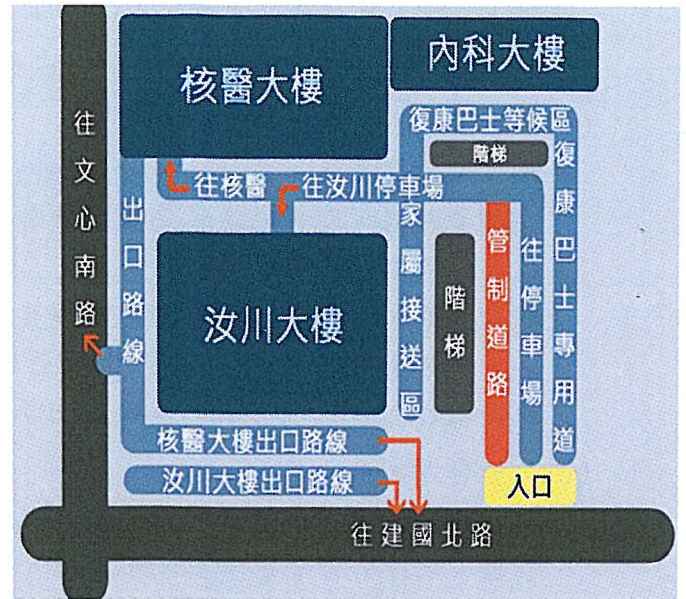 核醫大樓
內科大樓
復康巴士等候區
階梯
往文心南路
往核醫
往汝川停車場
出口路線
汝川大樓
家屬接送區
階梯
管制道路
往停車場
復康巴士專用道
核醫大樓出口路線
汝川大樓出口路線
入口
往建國北路